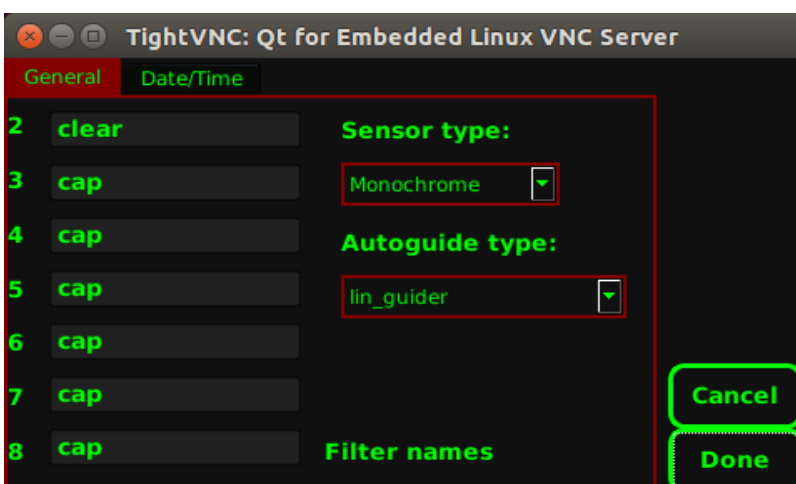 TightVNC: Qt for Embedded Linux VNC Server
General Date/Time
2 clear
Sensor type:
3 cap
Monochrome
4 cap
Autoguide type:
5 cap
lin_guider
6 cap
7 cap
Cancel
8 cap
Filter names
Done